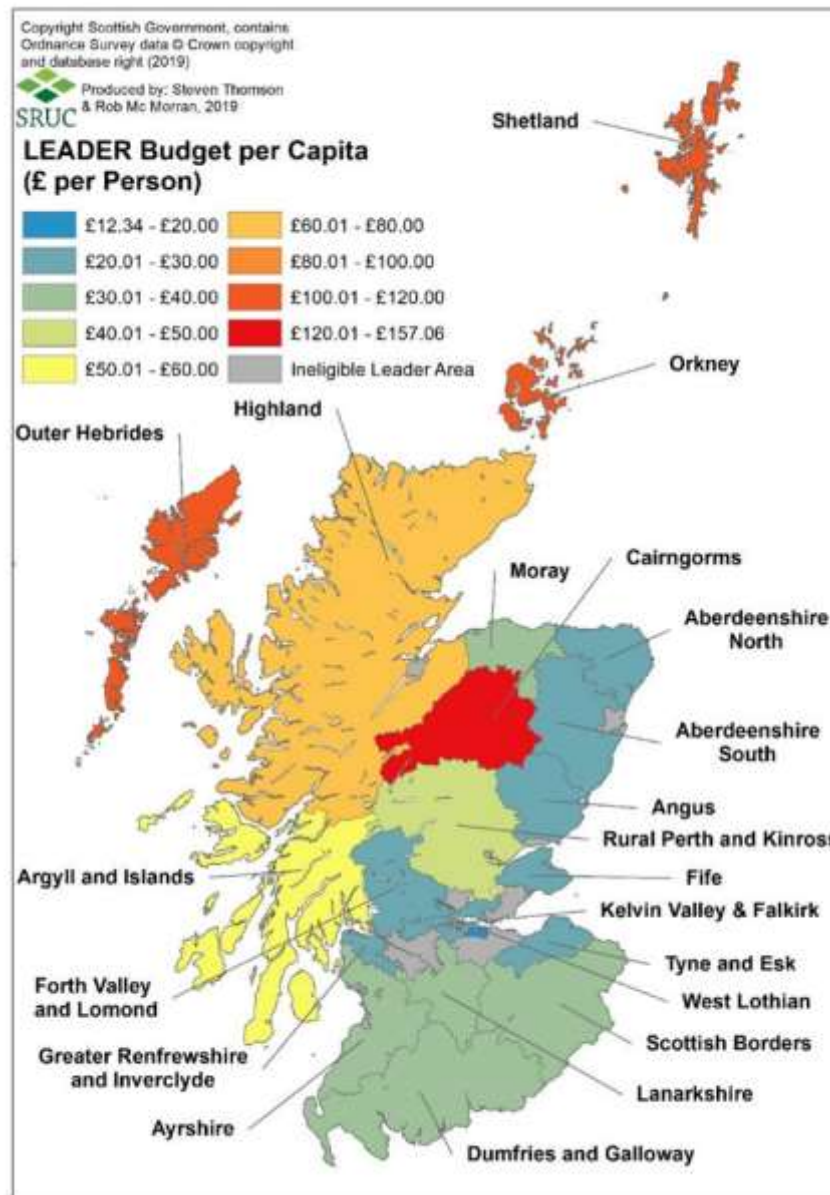 Copyright Scottish Government, contains
Ordnance Survey data © Crown copyright
and database right (2019)
SRUC
Produced by: Steven Thomson
& Rob Mc Morran, 2019
LEADER Budget per Capita
(£ per Person)
£12.34 - £20.00
£20.01 - £30.00
£30.01 - £40.00
£40.01 - £50.00
£50.01 - £60.00
£60.01 - £80.00
£80.01 - £100.00
£100.01 - £120.00
£120.01 - £157.06
Ineligible Leader Area
Shetland
Orkney
Highland
Outer Hebrides
Cairngorms
Moray
Aberdeenshire
North
Aberdeenshire
South
Angus
Rural Perth and Kinross
Argyll and Islands
Fife
Kelvin Valley & Falkirk
Tyne and Esk
Forth Valley
and Lomond
West Lothian
Scottish Borders
Greater Renfrewshire
and Inverclyde
Lanarkshire
Ayrshire
Dumfries and Galloway